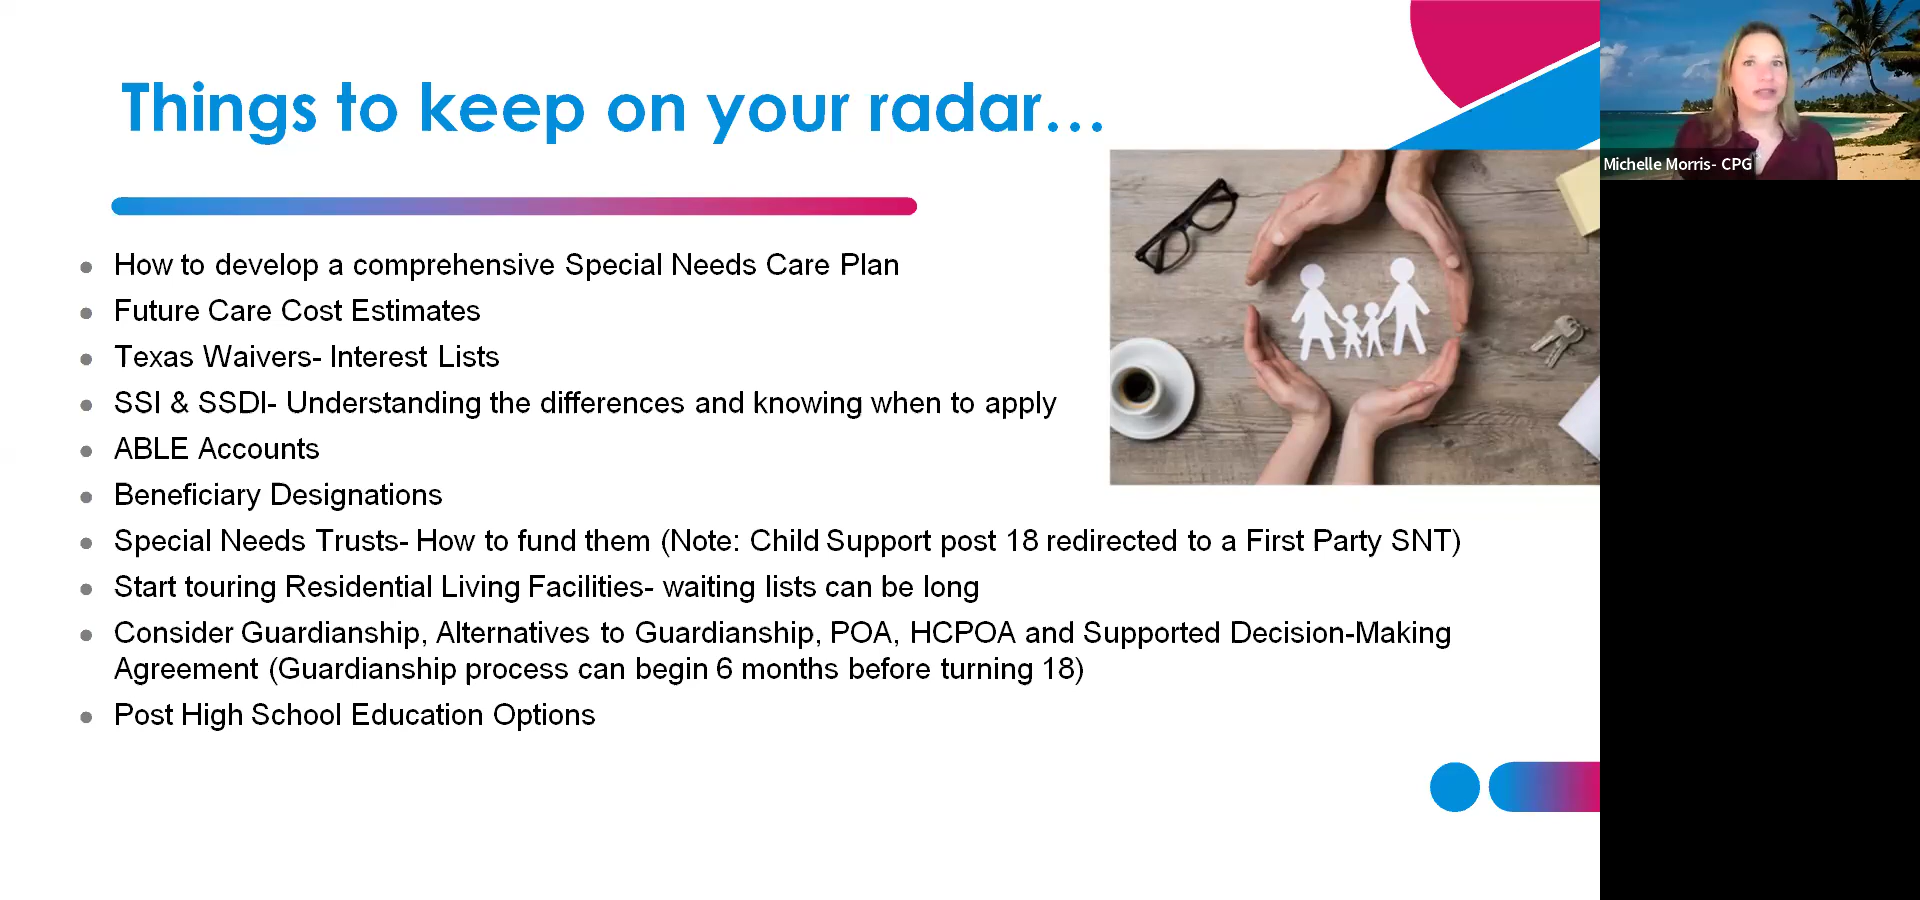 Things to keep on your radar…
Michelle Morris- CPG
How to develop a comprehensive Special Needs Care Plan
Future Care Cost Estimates
Texas Waivers- Interest Lists
SSI & SSDI- Understanding the differences and knowing when to apply
ABLE Accounts
Beneficiary Designations
Special Needs Trusts- How to fund them (Note: Child Support post 18 redirected to a First Party SNT)
Start touring Residential Living Facilities- waiting lists can be long
Consider Guardianship, Alternatives to Guardianship, POA, HCPOA and Supported Decision-Making
Agreement (Guardianship process can begin 6 months before turning 18)
Post High School Education Options